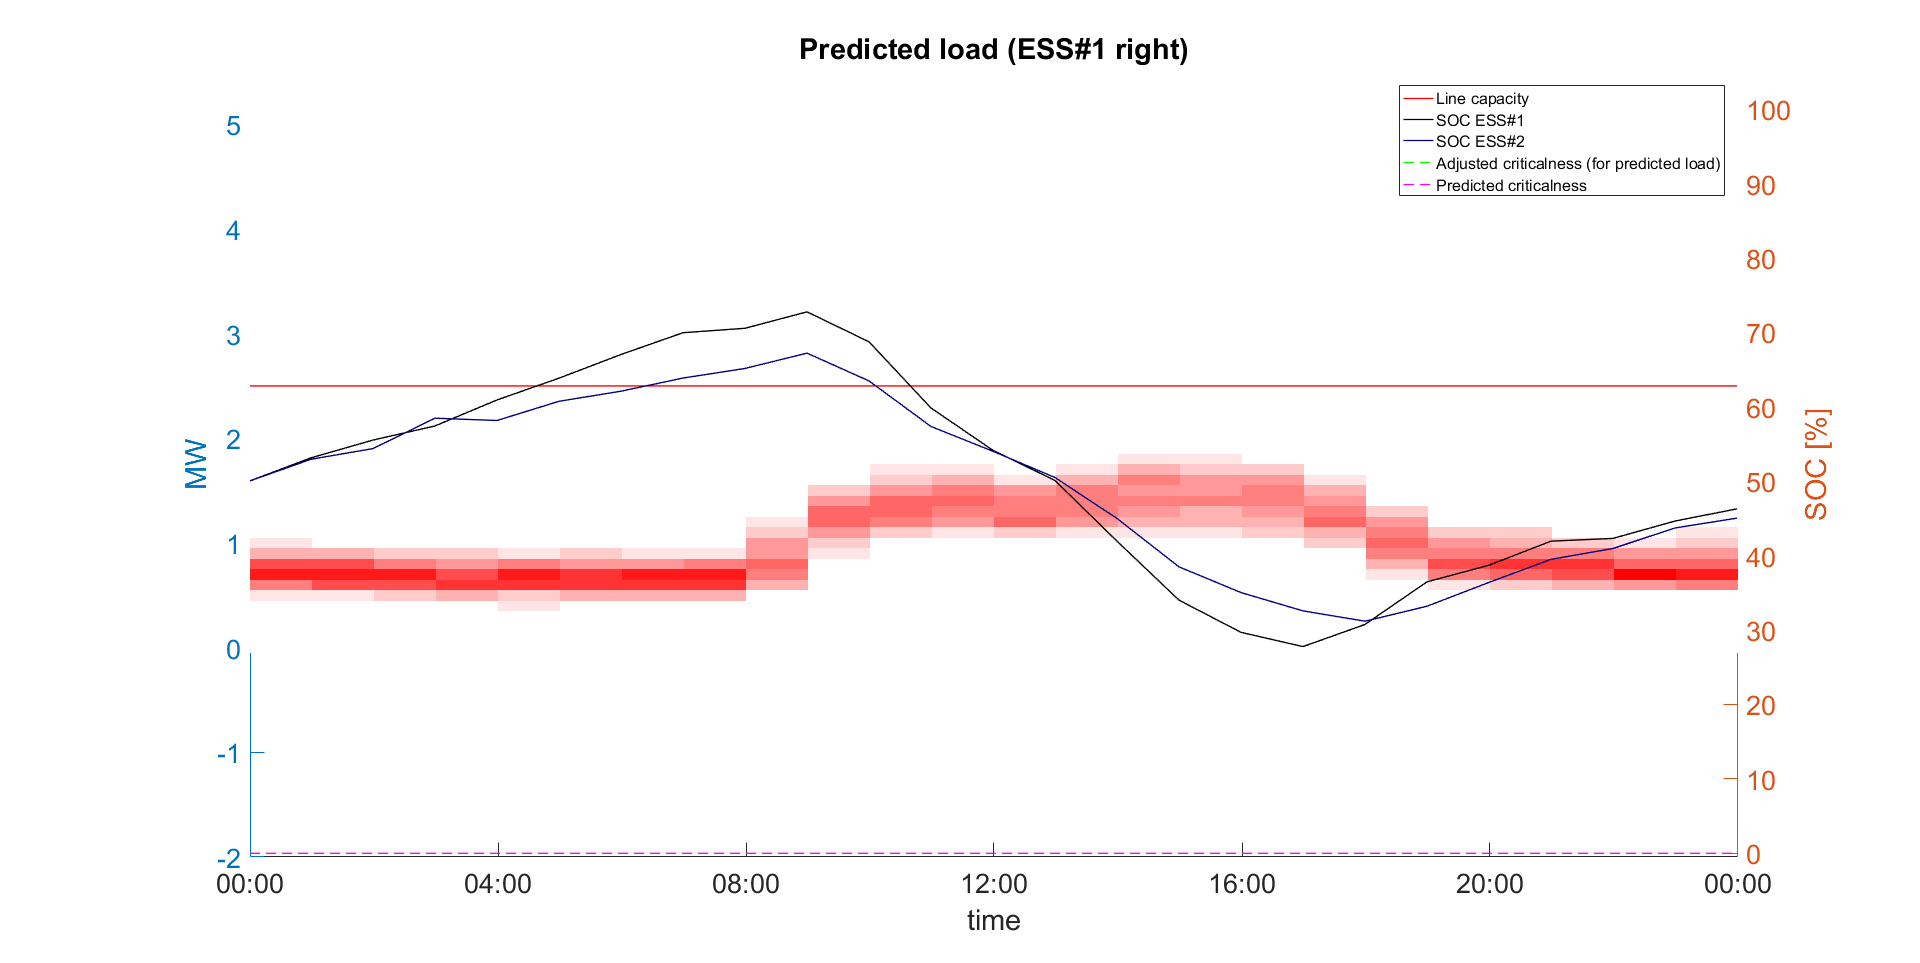 Predicted load (ESS#1 right)
Line capacity
SOC ESS#1
SOC ESS#2
Adjusted criticalness (for predicted load)
Predicted criticalness
5
4
3
2
1
0
-1
-2
MW
100
90
80
70
60
50
40
30
20
10
0
SOC [%]
00:00 04:00 08:00 12:00 16:00 20:00 00:00
time